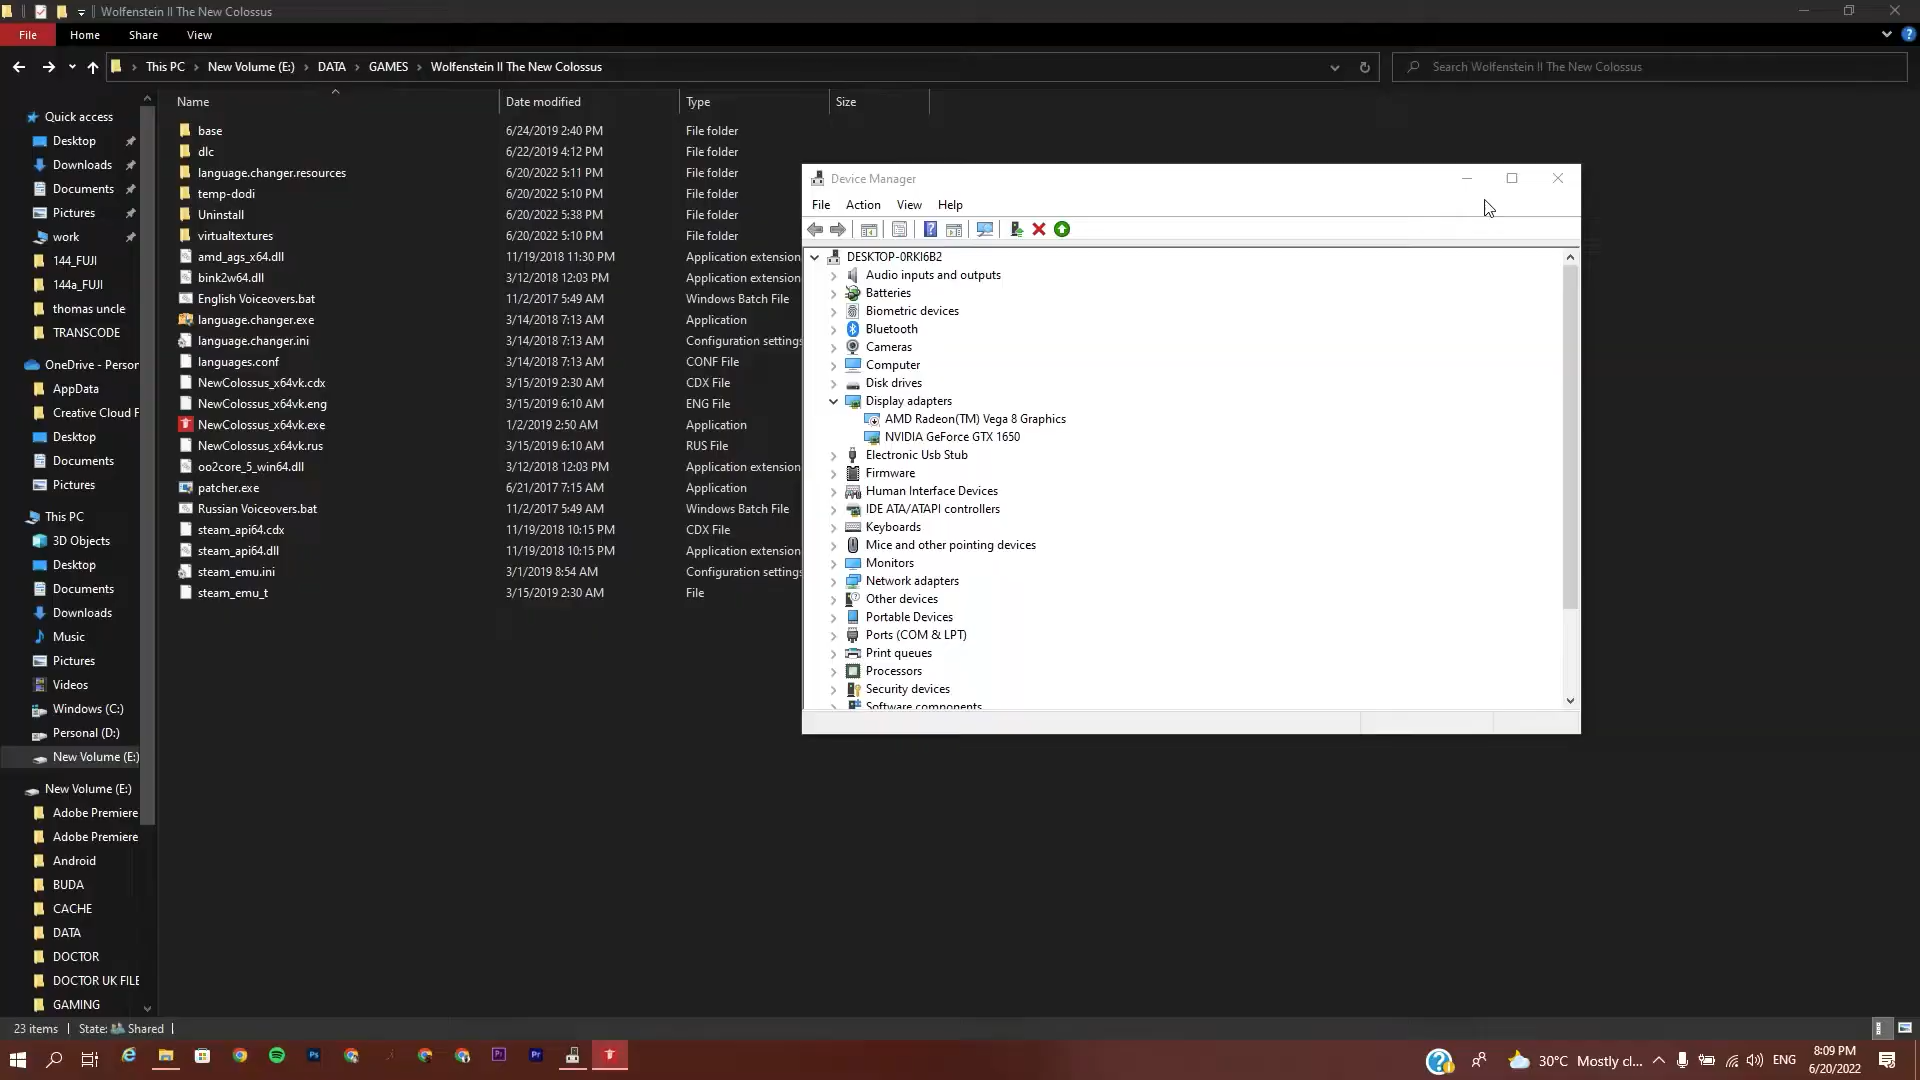 Wolfenstein II The New Colossus
File Home Share View
This PC New Volume (E:) DATA GAMES Wolfenstein II The New Colossus
Search Wolfenstein II The New Colossus
Name Date modified Type Size
Quick access
Desktop
Downloads
Documents
Pictures
work
144_FUJI
144a_FUJI
thomas uncle
TRANSCODE
OneDrive - Person
AppData
Creative Cloud F
Desktop
Documents
Pictures
This PC
3D Objects
Desktop
Documents
Downloads
Music
Pictures
Videos
Windows (C:)
Personal (D:)
New Volume (E:)
New Volume (E:)
Adobe Premiere
Adobe Premiere
Android
BUDA
CACHE
DATA
DOCTOR
DOCTOR UK FILE
GAMING
base 6/24/2019 2:40 PM File folder
dlc 6/22/2019 4:12 PM File folder
language.changer.resources 6/20/2022 5:11 PM File folder
temp-dodi 6/20/2022 5:10 PM File folder
Uninstall 6/20/2022 5:38 PM File folder
virtualtextures 6/20/2022 5:10 PM File folder
amd_ags_x64.dll 11/19/2018 11:30 PM Application extension
bink2w64.dll 3/12/2018 12:03 PM Application extension
English Voiceovers.bat 11/2/2017 5:49 AM Windows Batch File
language.changer.exe 3/14/2018 7:13 AM Application
language.changer.ini 3/14/2018 7:13 AM Configuration settings
languages.conf 3/14/2018 7:13 AM CONF File
NewColossus_x64vk.cdx 3/15/2019 2:30 AM CDX File
NewColossus_x64vk.eng 3/15/2019 6:10 AM ENG File
NewColossus_x64vk.exe 1/2/2019 2:50 AM Application
NewColossus_x64vk.rus 3/15/2019 6:10 AM RUS File
oo2core_5_win64.dll 3/12/2018 12:03 PM Application extension
patcher.exe 6/21/2017 7:15 AM Application
Russian Voiceovers.bat 11/2/2017 5:49 AM Windows Batch File
steam_api64.cdx 11/19/2018 10:15 PM CDX File
steam_api64.dll 11/19/2018 10:15 PM Application extension
steam_emu.ini 3/1/2019 8:54 AM Configuration settings
steam_emu_t 3/15/2019 2:30 AM File
Device Manager
File Action View Help
DESKTOP-0RKI6B2
Audio inputs and outputs
Batteries
Biometric devices
Bluetooth
Cameras
Computer
Disk drives
Display adapters
AMD Radeon(TM) Vega 8 Graphics
NVIDIA GeForce GTX 1650
Electronic Usb Stub
Firmware
Human Interface Devices
IDE ATA/ATAPI controllers
Keyboards
Mice and other pointing devices
Monitors
Network adapters
Other devices
Portable Devices
Ports (COM & LPT)
Print queues
Processors
Security devices
Software components
23 items State: Shared
30°C Mostly cl... ENG 8:09 PM
6/20/2022